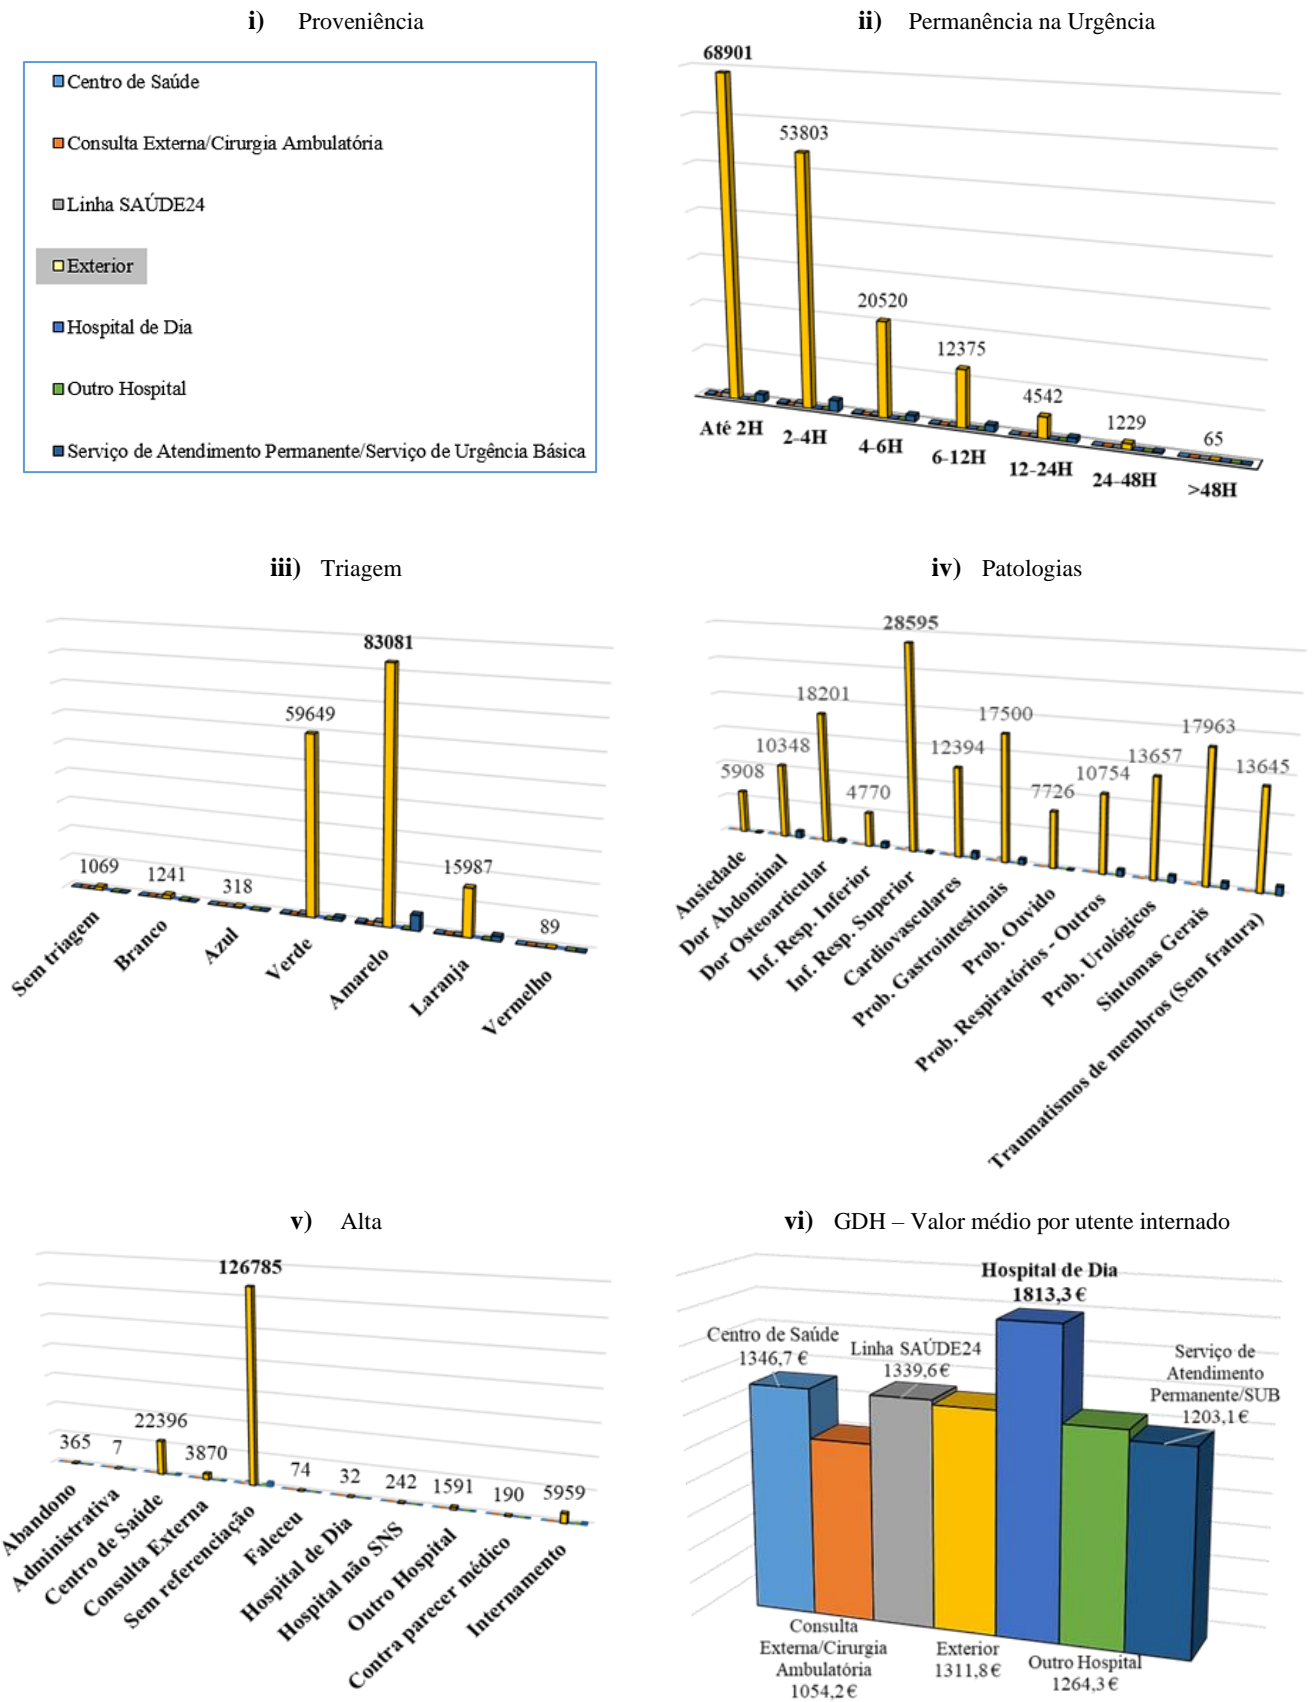 i) Proveniência
Centro de Saúde
Consulta Externa/Cirurgia Ambulatória
Linha SAÚDE24
Exterior
Hospital de Dia
Outro Hospital
Serviço de Atendimento Permanente/Serviço de Urgência Básica
ii) Permanência na Urgência
68901
53803
20520
12375
4542
1229
65
Até 2H
2-4H
4-6H
6-12H
12-24H
24-48H
>48H
iii) Triagem
1069
1241
318
59649
83081
15987
89
Sem triagem
Branco
Azul
Verde
Amarelo
Laranja
Vermelho
iv) Patologias
5908
10348
18201
4770
28595
12394
17500
7726
10754
13657
17963
13645
Ansiedade
Dor Abdominal
Dor Osteoarticular
Inf. Resp. Inferior
Inf. Resp. Superior
Cardiovasculares
Prob. Gastrointestinais
Prob. Ouvido
Prob. Respiratórios - Outros
Prob. Urológicos
Sintomas Gerais
Traumatismos de membros (Sem fratura)
v) Alta
365
7
22396
3870
126785
74
32
242
1591
190
5959
Abandono
Administrativa
Centro de Saúde
Consulta Externa
Sem referenciação
Faleceu
Hospital de Dia
Hospital não SNS
Outro Hospital
Contra parecer médico
Internamento
vi) GDH – Valor médio por utente internado
Centro de Saúde
1346,7 €
Linha SAÚDE24
1339,6€
Hospital de Dia
1813,3 €
Serviço de
Atendimento
Permanente/SUB
1203,1€
Consulta
Externa/Cirurgia
Ambulatória
1054,2€
Exterior
1311,8€
Outro Hospital
1264,3€